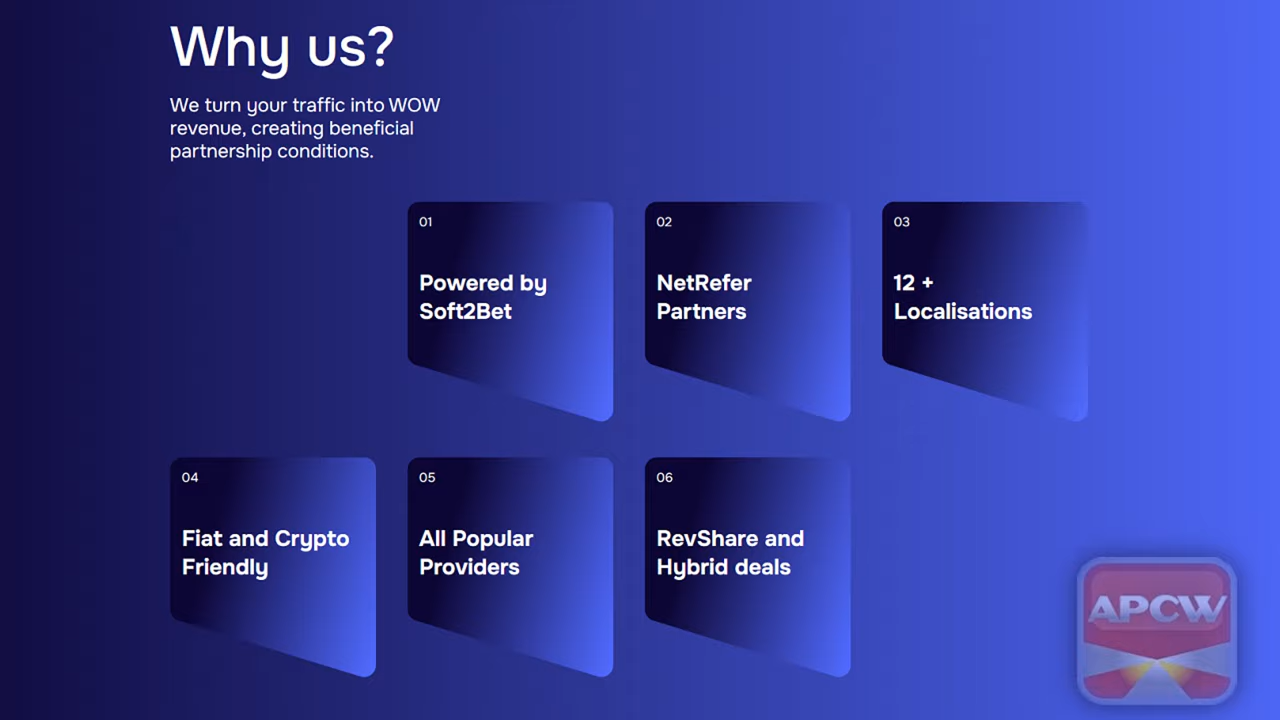 Why us?
We turn your traffic into WOW
revenue, creating beneficial
partnership conditions.
01
Powered by
Soft2Bet
02
NetRefer
Partners
03
12 +
Localisations
04
Fiat and Crypto
Friendly
05
All Popular
Providers
06
RevShare and
Hybrid deals
APCW